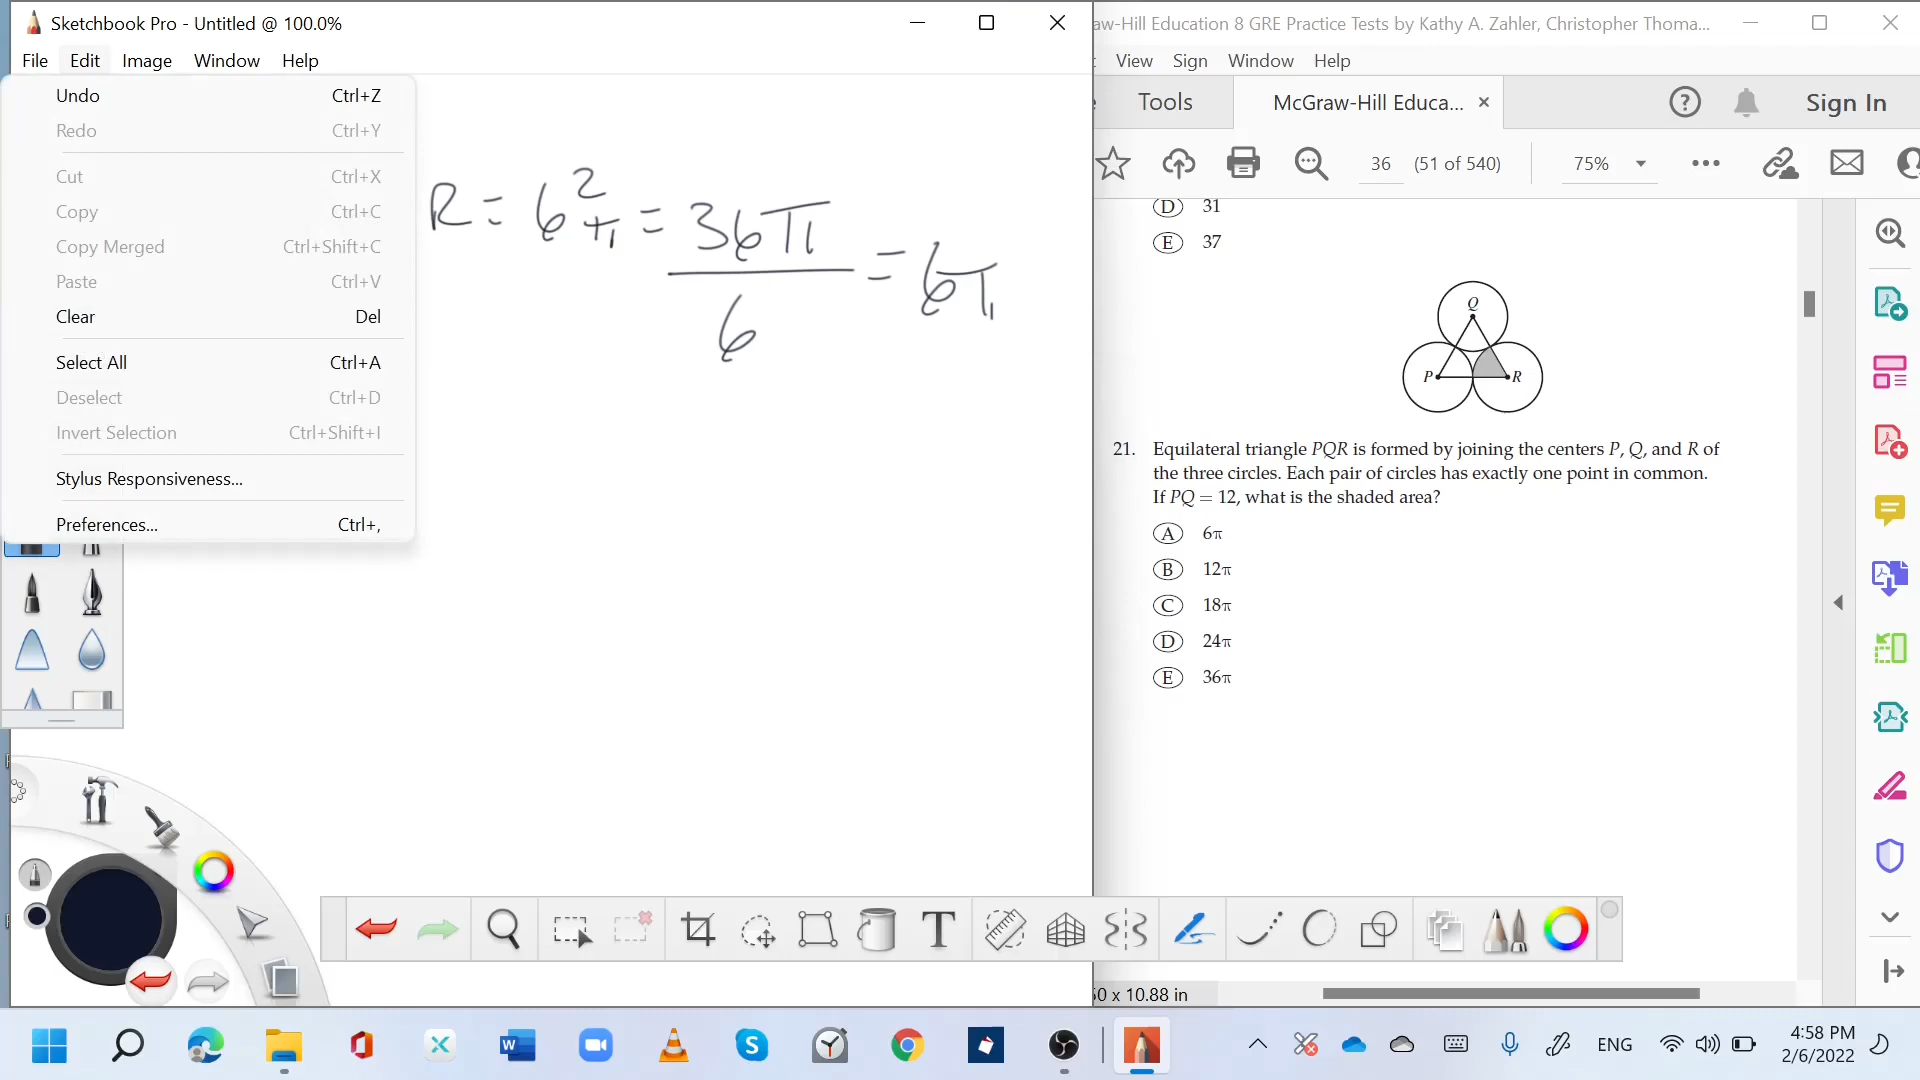 Sketchbook Pro - Untitled @ 100.0%
File Edit Image Window Help
Undo Ctrl+Z
Redo Ctrl+Y
Cut Ctrl+X
Copy Ctrl+C
Copy Merged Ctrl+Shift+C
Paste Ctrl+V
Clear Del
Select All Ctrl+A
Deselect Ctrl+D
Invert Selection Ctrl+Shift+I
Stylus Responsiveness...
Preferences... Ctrl+,
R = 6²π = 36π/6 = 6π
T
aw-Hill Education 8 GRE Practice Tests by Kathy A. Zahler, Christopher Thoma...
View Sign Window Help
Tools McGraw-Hill Educa... × Sign In
36 (51 of 540) 75%
D 31
E 37
Q
P R
21. Equilateral triangle PQR is formed by joining the centers P, Q, and R of
the three circles. Each pair of circles has exactly one point in common.
If PQ = 12, what is the shaded area?
A 6π
B 12π
C 18π
D 24π
E 36π
50 x 10.88 in
ENG
4:58 PM
2/6/2022